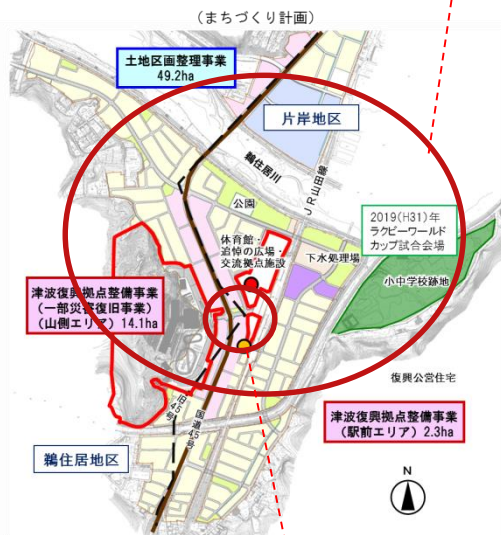 (まちづくり計画)
土地区画整理事業
49.2ha
片岸地区
鵜住居川
JR山田線
公園
2019(H31)年
ラグビーワールド
カップ試合会場
体育館・
追悼の広場・
交流拠点施設
下水処理場
小中学校跡地
津波復興拠点整備事業
(一部災害復旧事業)
(山側エリア)14.1ha
復興公営住宅
津波復興拠点整備事業
(駅前エリア)2.3ha
旧45号
国道45号
鵜住居地区
N